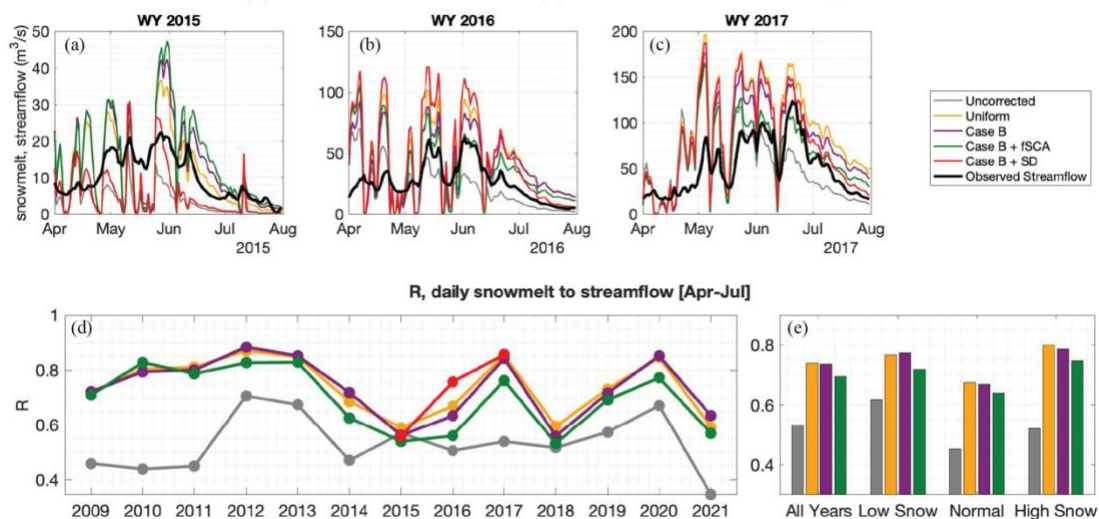 WY 2015
WY 2016
WY 2017
(a)
(b)
(c)
snowmelt, streamflow (m³/s)
50
40
30
20
10
0
Apr May Jun Jul Aug
2015
150
100
50
0
Apr May Jun Jul Aug
2016
200
150
100
50
0
Apr May Jun Jul Aug
2017
Uncorrected
Uniform
Case B
Case B + fSCA
Case B + SD
Observed Streamflow
R, daily snowmelt to streamflow [Apr-Jul]
(d)
R
1
0.8
0.6
0.4
2009 2010 2011 2012 2013 2014 2015 2016 2017 2018 2019 2020 2021
(e)
0.8
0.6
0.4
All Years Low Snow Normal High Snow